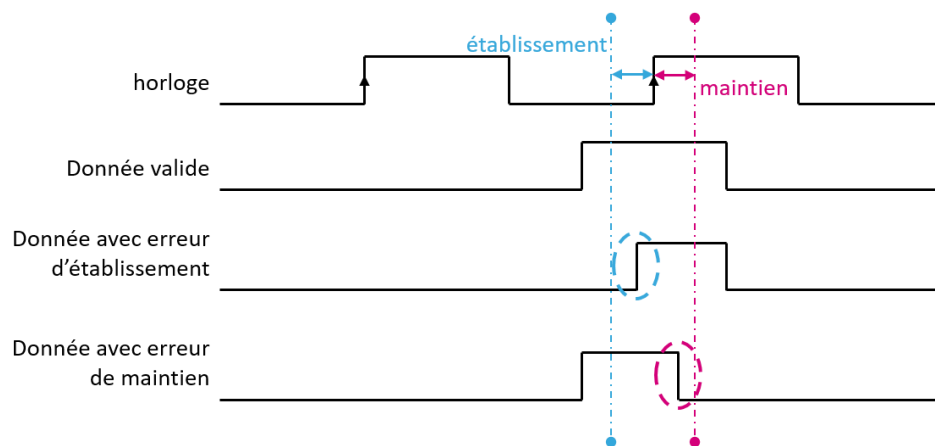 établissement
horloge
maintien
Donnée valide
Donnée avec erreur
d’établissement
Donnée avec erreur
de maintien